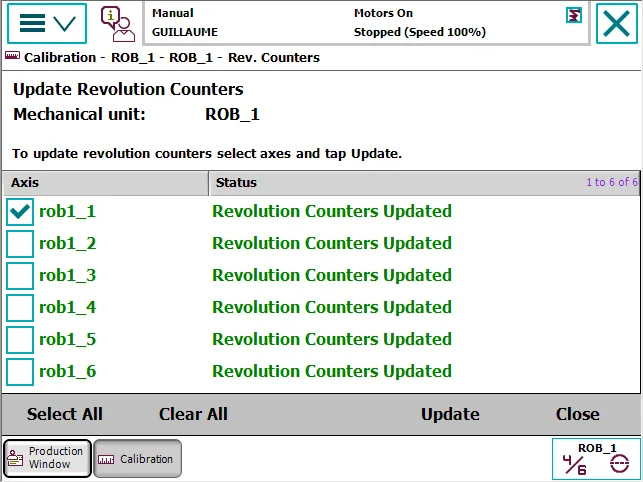 Manual
GUILLAUME
Motors On
Stopped (Speed 100%)
Calibration - ROB_1 - ROB_1 - Rev. Counters
Update Revolution Counters
Mechanical unit: ROB_1
To update revolution counters select axes and tap Update.
Axis Status 1 to 6 of 6
rob1_1 Revolution Counters Updated
rob1_2 Revolution Counters Updated
rob1_3 Revolution Counters Updated
rob1_4 Revolution Counters Updated
rob1_5 Revolution Counters Updated
rob1_6 Revolution Counters Updated
Select All Clear All Update Close
Production
Window
Calibration
ROB_1
4/6